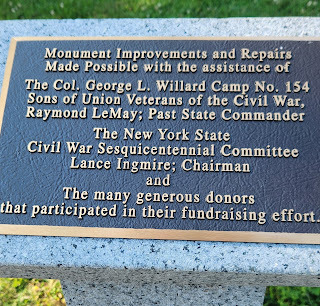 Monument Improvements and Repairs
Made Possible with the assistance of
The Col. George L. Willard Camp No. 154
Sons of Union Veterans of the Civil War,
Raymond LeMay; Past State Commander
The New York State
Civil War Sesquicentennial Committee
Lance Ingmire; Chairman
and
The many generous donors
that participated in their fundraising effort.